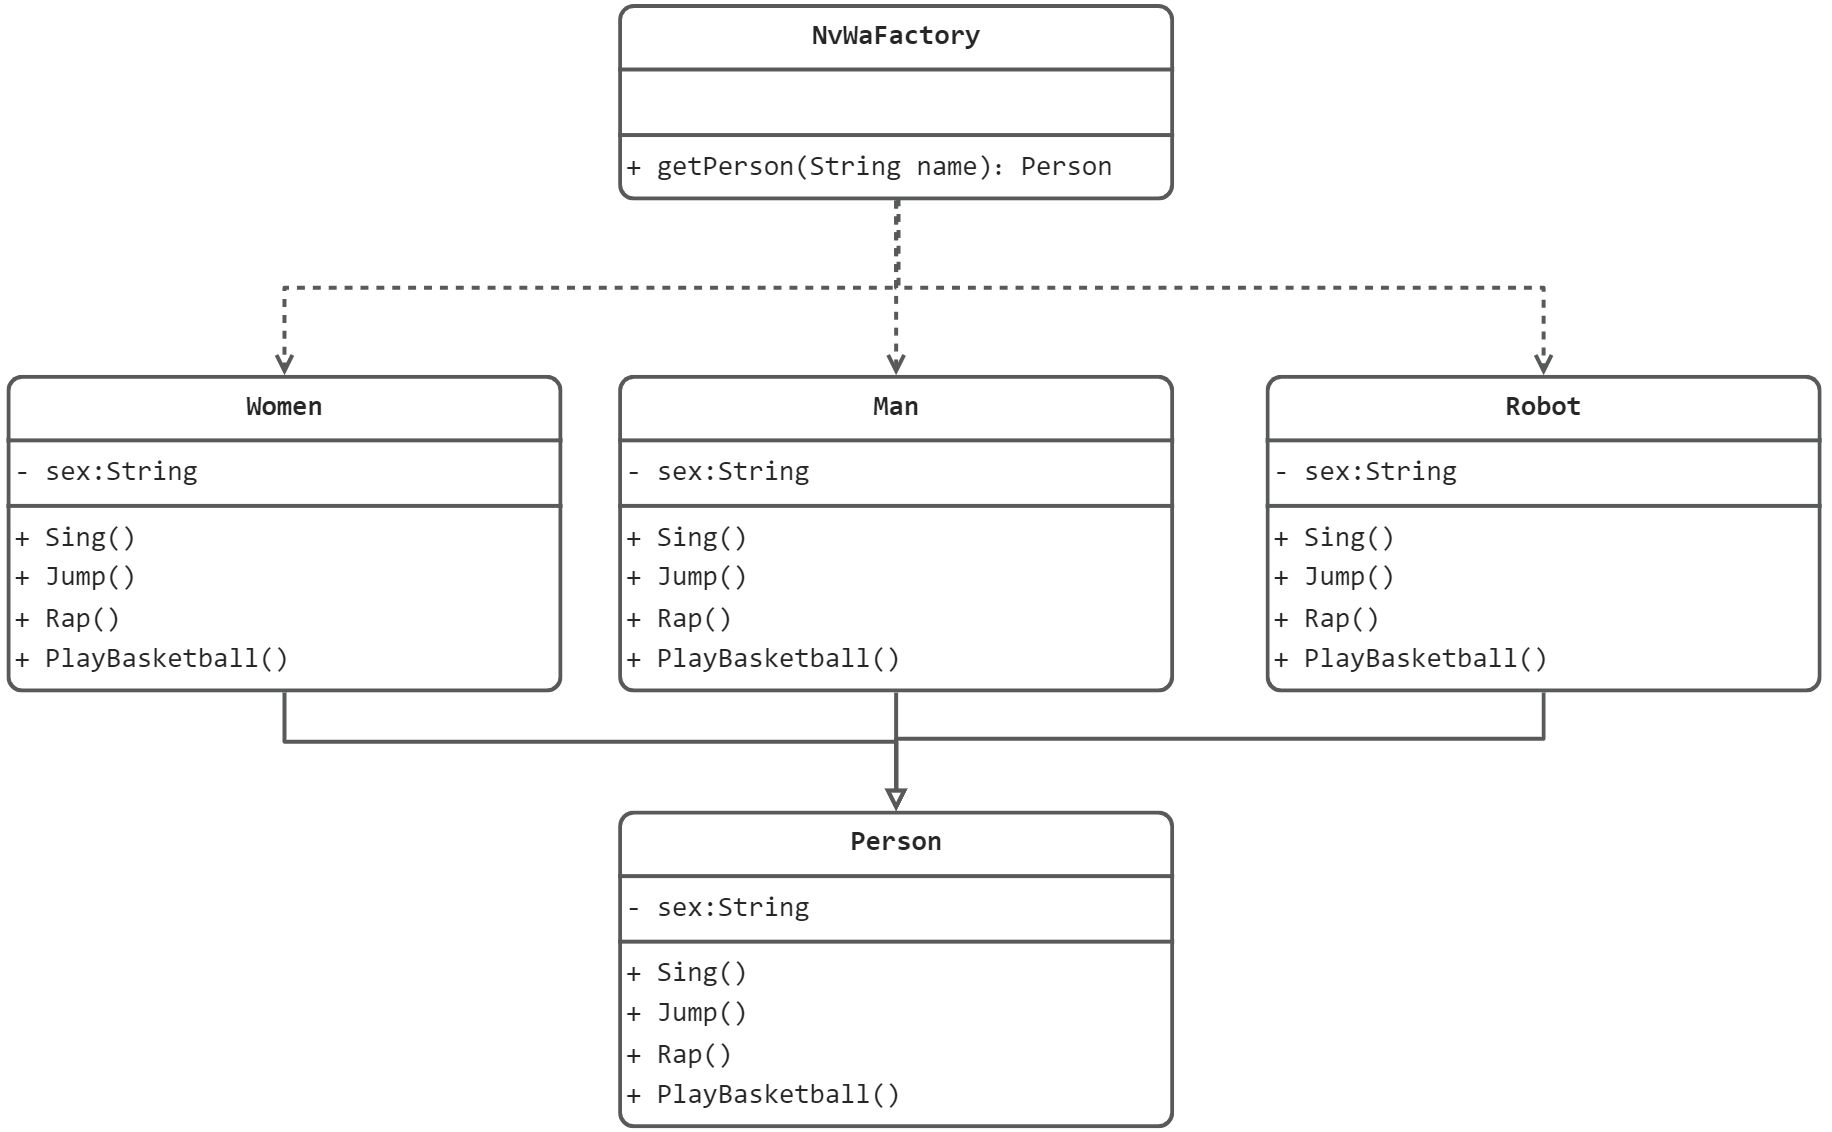 NvWaFactory
+ getPerson(String name): Person
Women
- sex:String
+ Sing()
+ Jump()
+ Rap()
+ PlayBasketball()
Man
- sex:String
+ Sing()
+ Jump()
+ Rap()
+ PlayBasketball()
Robot
- sex:String
+ Sing()
+ Jump()
+ Rap()
+ PlayBasketball()
Person
- sex:String
+ Sing()
+ Jump()
+ Rap()
+ PlayBasketball()